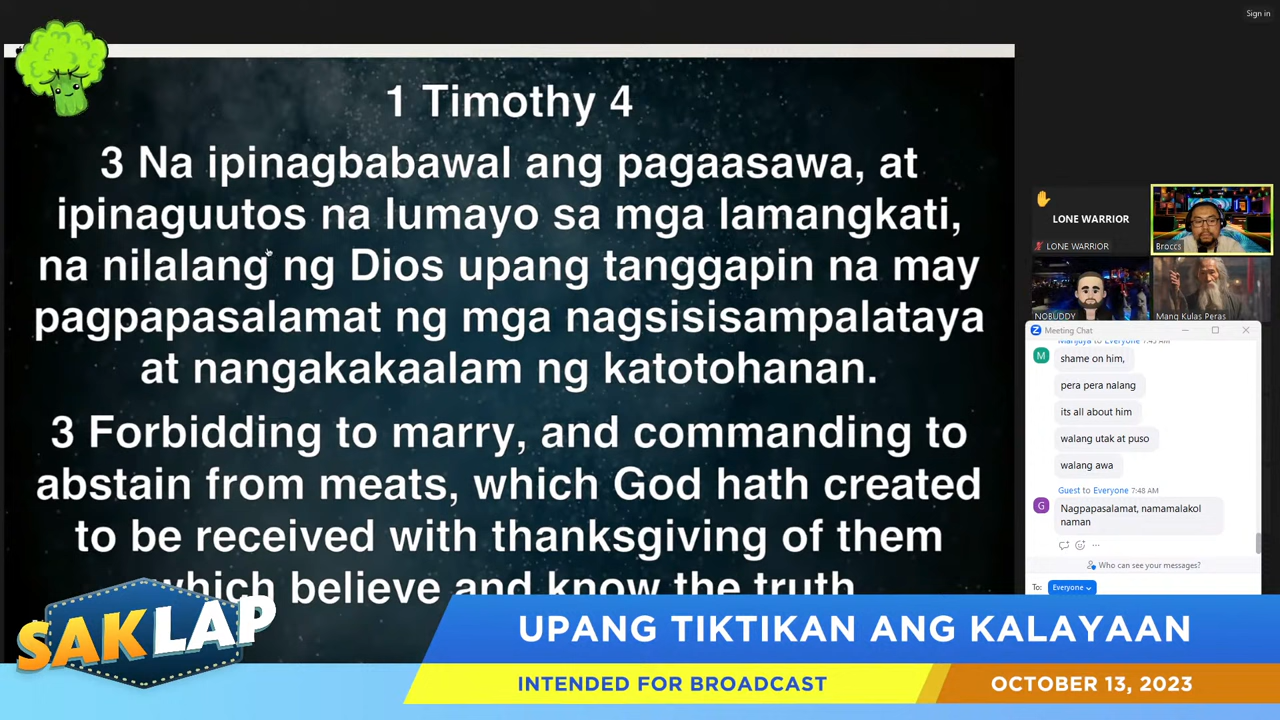 Sign in
1 Timothy 4
3 Na ipinagbabawal ang pagaasawa, at
ipinaguutos na lumayo sa mga lamangkati,
na nilalang ng Dios upang tanggapin na may
pagpapasalamat ng mga nagsisisampalataya
at nangakakaalam ng katotohanan.
3 Forbidding to marry, and commanding to
abstain from meats, which God hath created
to be received with thanksgiving of them
which believe and know the truth
LONE WARRIOR
LONE WARRIOR
Broccs
NOBUDDY
Mang Kulas Peras
Z Meeting Chat
Manjuya to Everyone 7:45 AM
M
shame on him,
pera pera nalang
its all about him
walang utak at puso
walang awa
Guest to Everyone 7:48 AM
G
Nagpapasalamat, namamalakol
naman
Who can see your messages?
To: Everyone
SAKLAP
UPANG TIKTIKAN ANG KALAYAAN
INTENDED FOR BROADCAST
OCTOBER 13, 2023